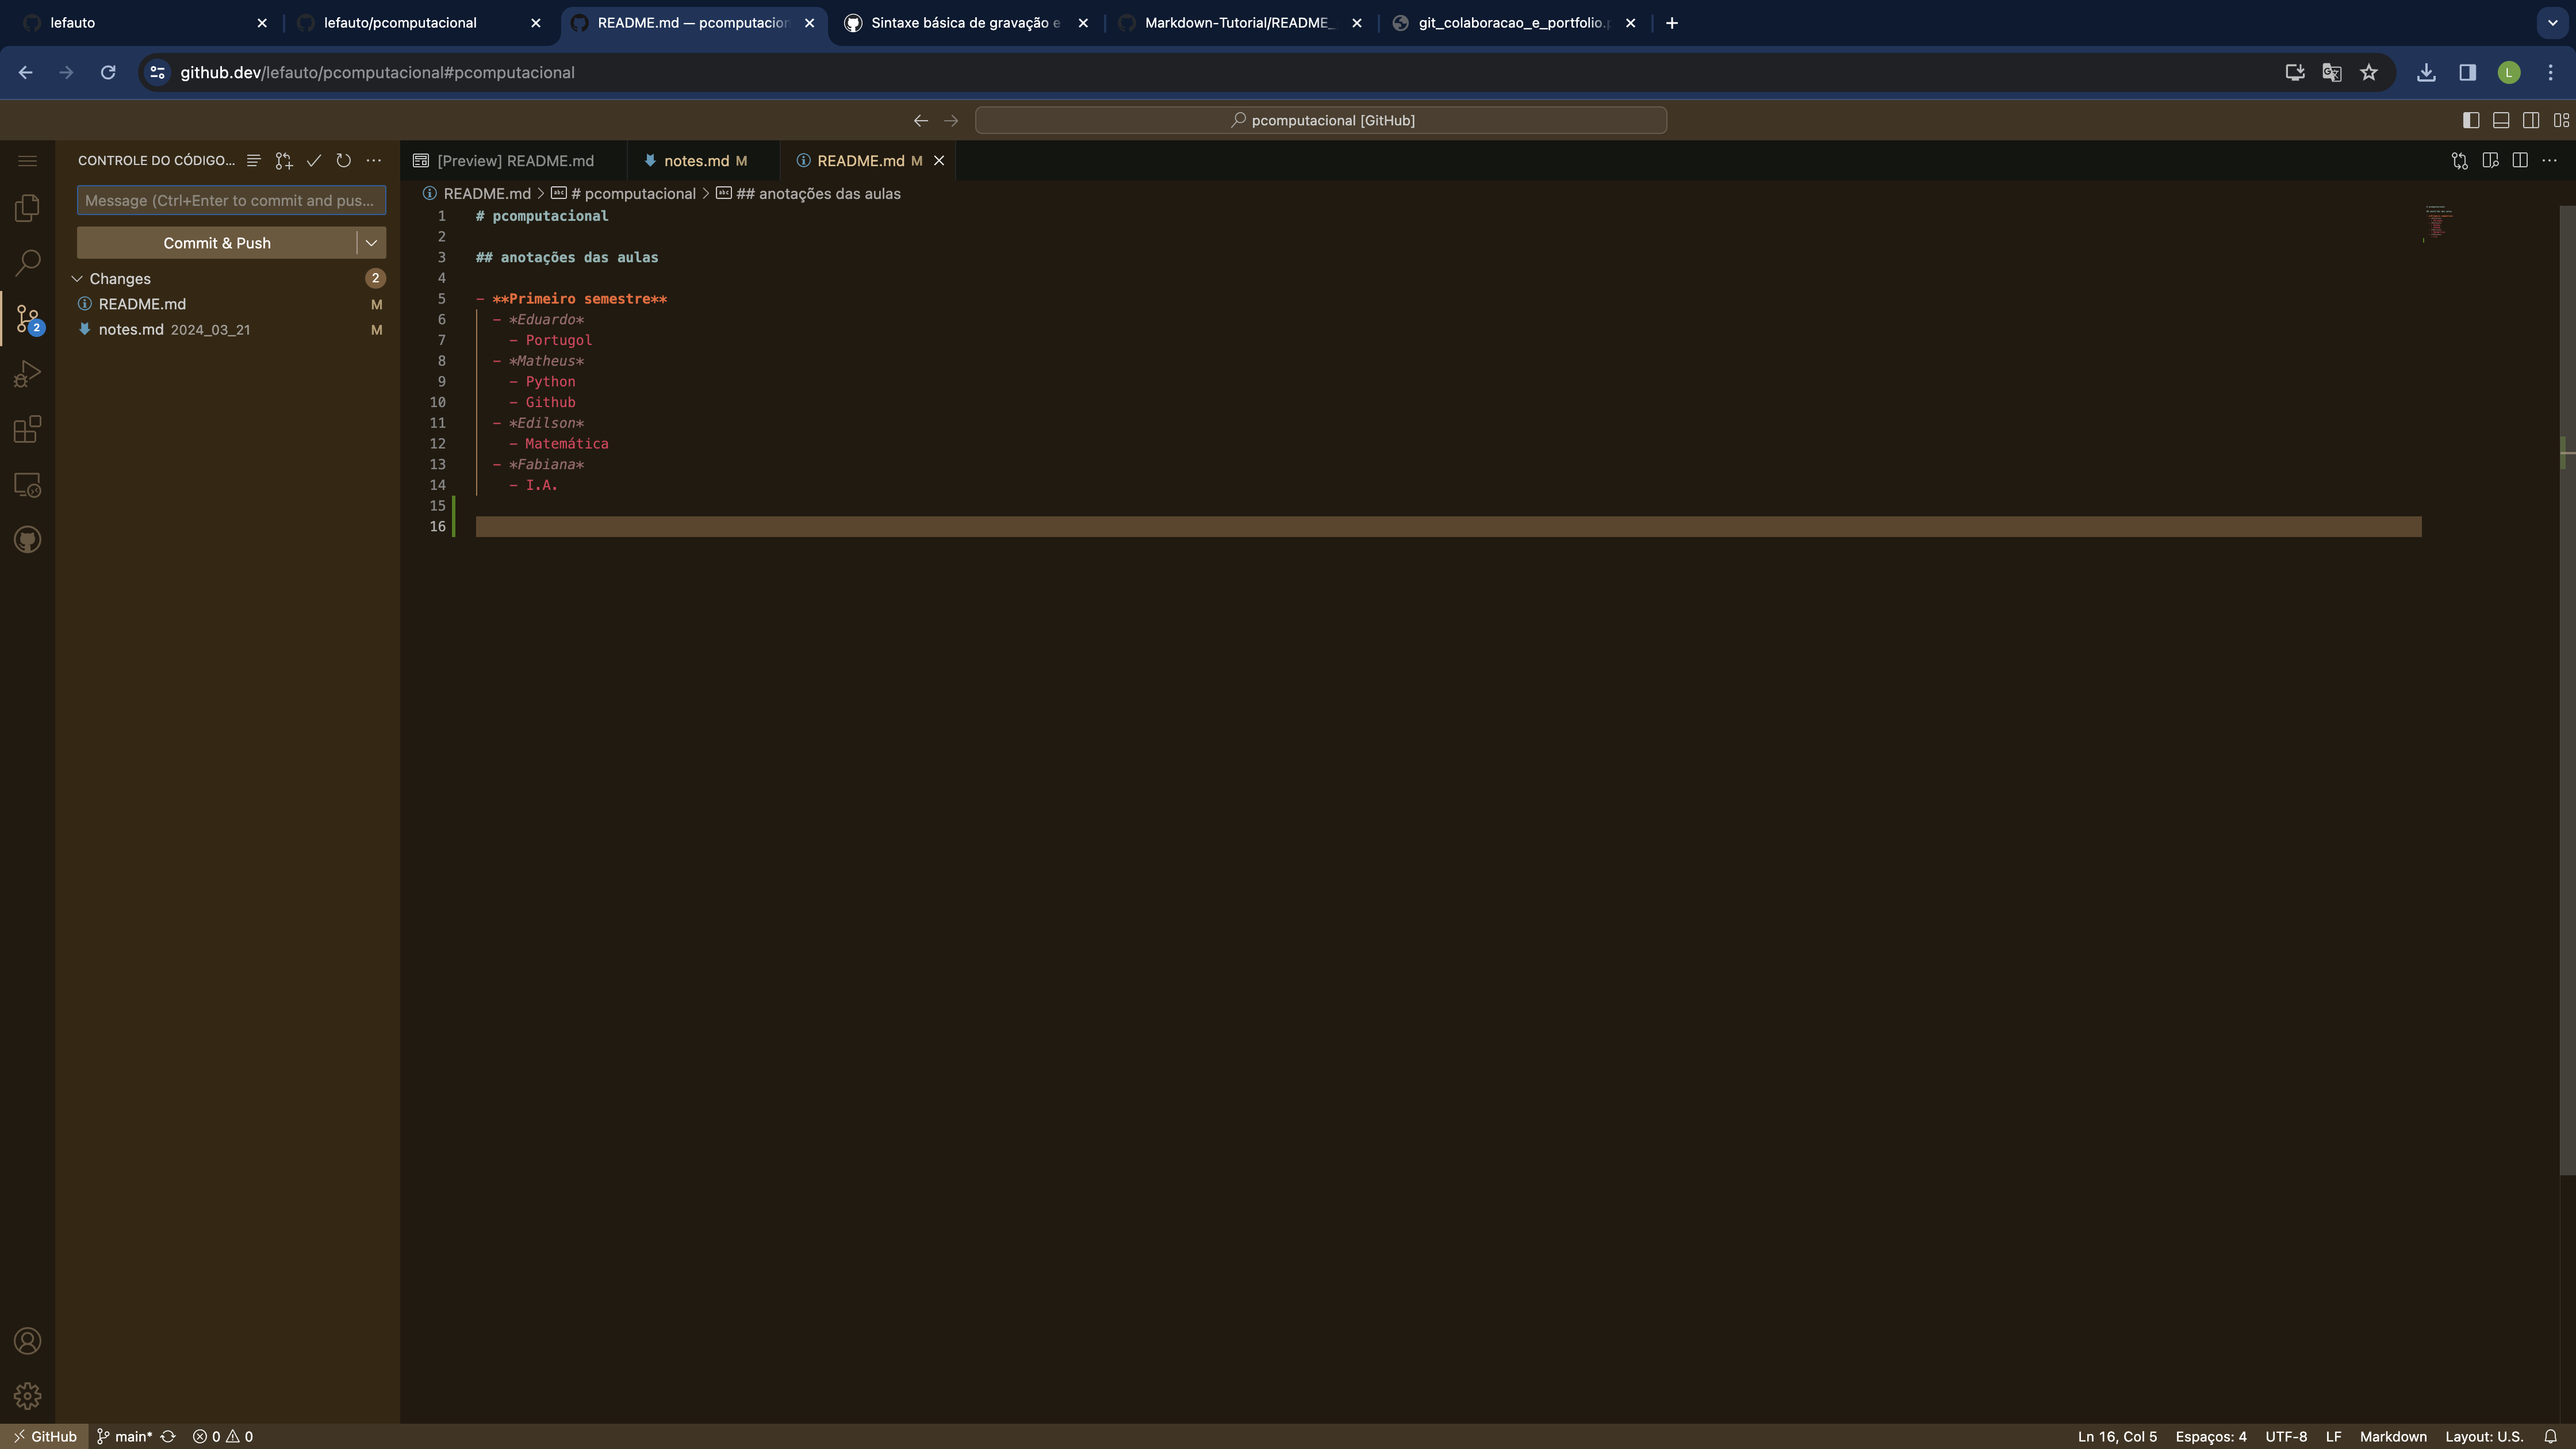 lefauto
lefauto/pcomputacional
README.md — pcomputacion
Sintaxe básica de gravação e
Markdown-Tutorial/README_
git_colaboracao_e_portfolio.p
github.dev/lefauto/pcomputacional#pcomputacional
L
pcomputacional [GitHub]
CONTROLE DO CÓDIGO...
[Preview] README.md
notes.md M
README.md M
Message (Ctrl+Enter to commit and pus...
README.md > # pcomputacional > ## anotações das aulas
Commit & Push
Changes 2
README.md M
notes.md 2024_03_21 M
2
1 # pcomputacional
2
3 ## anotações das aulas
4
5 - **Primeiro semestre**
6 - *Eduardo*
7 - Portugol
8 - *Matheus*
9 - Python
10 - Github
11 - *Edilson*
12 - Matemática
13 - *Fabiana*
14 - I.A.
15
16
GitHub main* 0 0
Ln 16, Col 5 Espaços: 4 UTF-8 LF Markdown Layout: U.S.